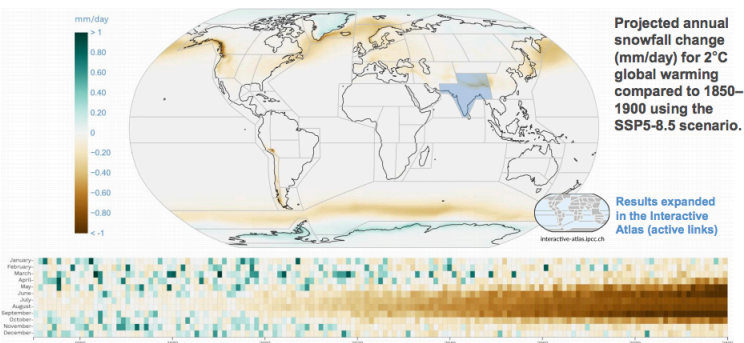 mm/day
> 1
0.80
0.60
0.40
0.20
0
-0.20
-0.40
-0.60
-0.80
< -1
Projected annual
snowfall change
(mm/day) for 2°C
global warming
compared to 1850–
1900 using the
SSP5-8.5 scenario.
Results expanded
in the Interactive
Atlas (active links)
interactive-atlas.ipcc.ch
January
February
March
April
May
June
July
August
September
October
November
December